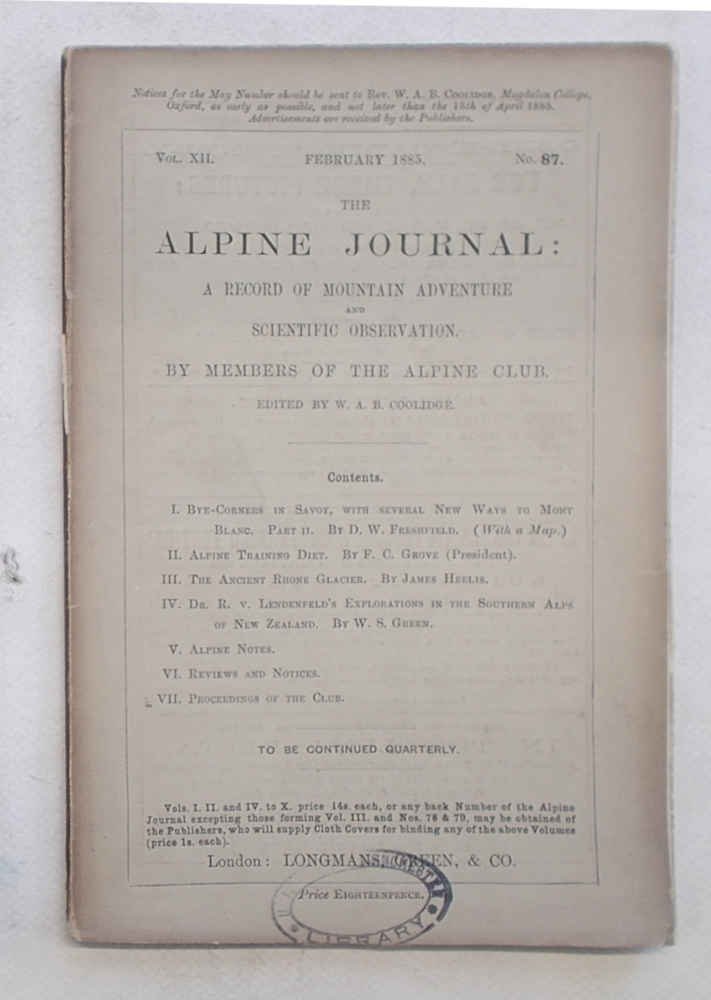 Notices for the May Number should be sent to REV. W. A. B. COOLIDGE, Magdalen College,
Oxford, as early as possible, and not later than the 15th of April 1885.
Advertisements are received by the Publishers.
VOL. XII. FEBRUARY 1885. No. 87.
THE
ALPINE JOURNAL:
A RECORD OF MOUNTAIN ADVENTURE
AND
SCIENTIFIC OBSERVATION.
BY MEMBERS OF THE ALPINE CLUB.
EDITED BY W. A. B. COOLIDGE.
Contents.
I. BYE-CORNERS IN SAVOY, WITH SEVERAL NEW WAYS TO MONT
BLANC. PART II. BY D. W. FRESHFIELD. (With a Map.)
II. ALPINE TRAINING DIET. BY F. C. GROVE (President).
III. THE ANCIENT RHONE GLACIER. BY JAMES HEELIS.
IV. DR. R. V. LENDENFELD'S EXPLORATIONS IN THE SOUTHERN ALPS
OF NEW ZEALAND. BY W. S. GREEN.
V. ALPINE NOTES.
VI. REVIEWS AND NOTICES.
VII. PROCEEDINGS OF THE CLUB.
TO BE CONTINUED QUARTERLY.
Vols. I. II. and IV. to X. price 14s. each, or any back Number of the Alpine
Journal excepting those forming Vol. III. and Nos. 78 & 79, may be obtained of
the Publishers, who will supply Cloth Covers for binding any of the above Volumes
(price 1s. each).
London: LONGMANS, GREEN, & CO.
Price EIGHTEENPENCE.
LIBRARY